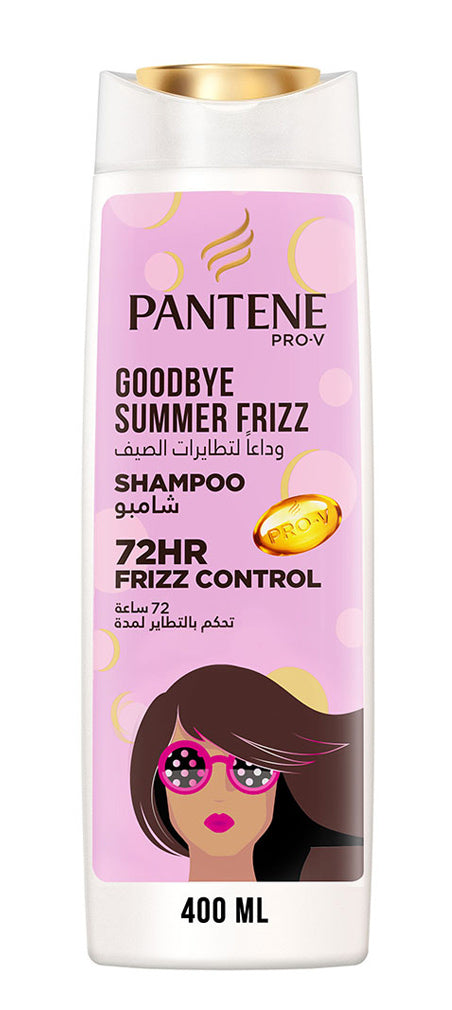 PANTENE
PRO-V
GOODBYE
SUMMER FRIZZ
وداعاً لتطايرات الصيف
SHAMPOO
شامبو
PRO-V
72HR
FRIZZ CONTROL
72 ساعة
تحكم بالتطاير لمدة
400 ML